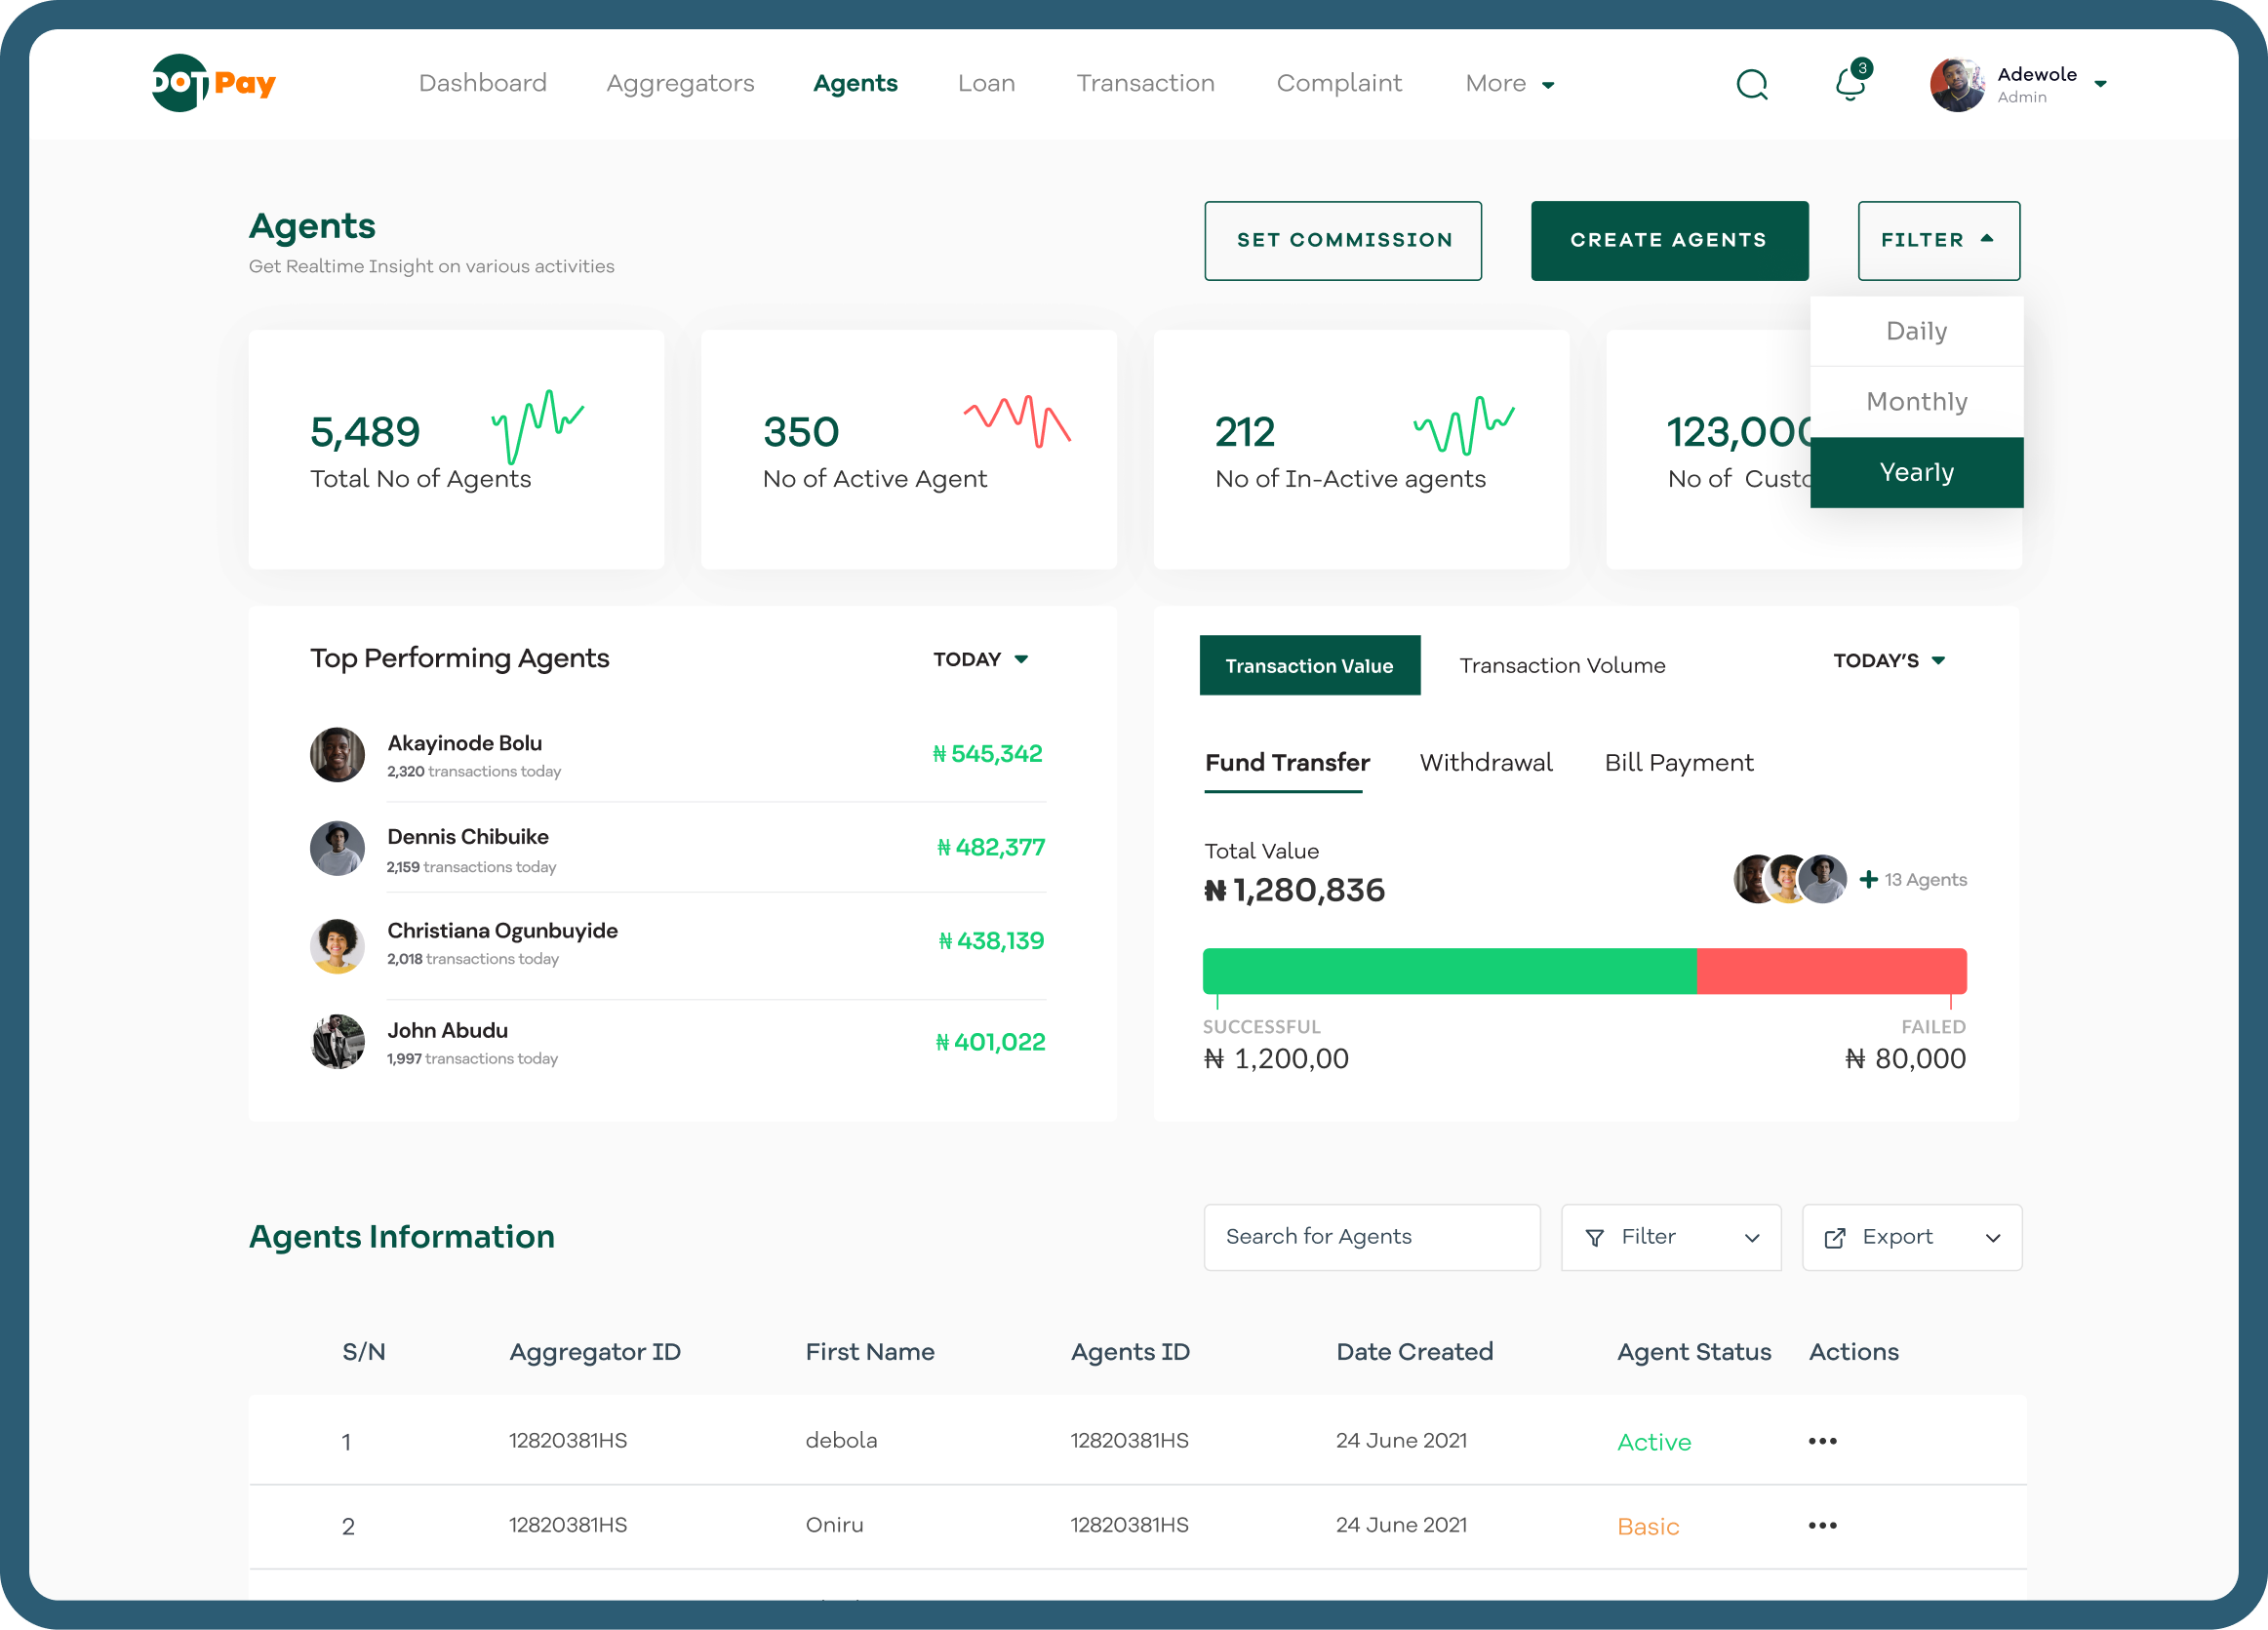 DOT Pay
Dashboard
Aggregators
Agents
Loan
Transaction
Complaint
More
3
Adewole
Admin
Agents
Get Realtime Insight on various activities
SET COMMISSION
CREATE AGENTS
FILTER
Daily
Monthly
Yearly
5,489
Total No of Agents
350
No of Active Agent
212
No of In-Active agents
123,000
No of
Top Performing Agents
TODAY
Akayinode Bolu
2,320 transactions today
₦ 545,342
Dennis Chibuike
2,159 transactions today
₦ 482,377
Christiana Ogunbuyide
2,018 transactions today
₦ 438,139
John Abudu
1,997 transactions today
₦ 401,022
Transaction Value
Transaction Volume
TODAY'S
Fund Transfer
Withdrawal
Bill Payment
Total Value
₦ 1,280,836
+ 13 Agents
SUCCESSFUL
₦ 1,200,00
FAILED
₦ 80,000
Agents Information
Search for Agents
Filter
Export
S/N Aggregator ID First Name Agents ID Date Created Agent Status Actions
1 12820381HS debola 12820381HS 24 June 2021 Active
2 12820381HS Oniru 12820381HS 24 June 2021 Basic